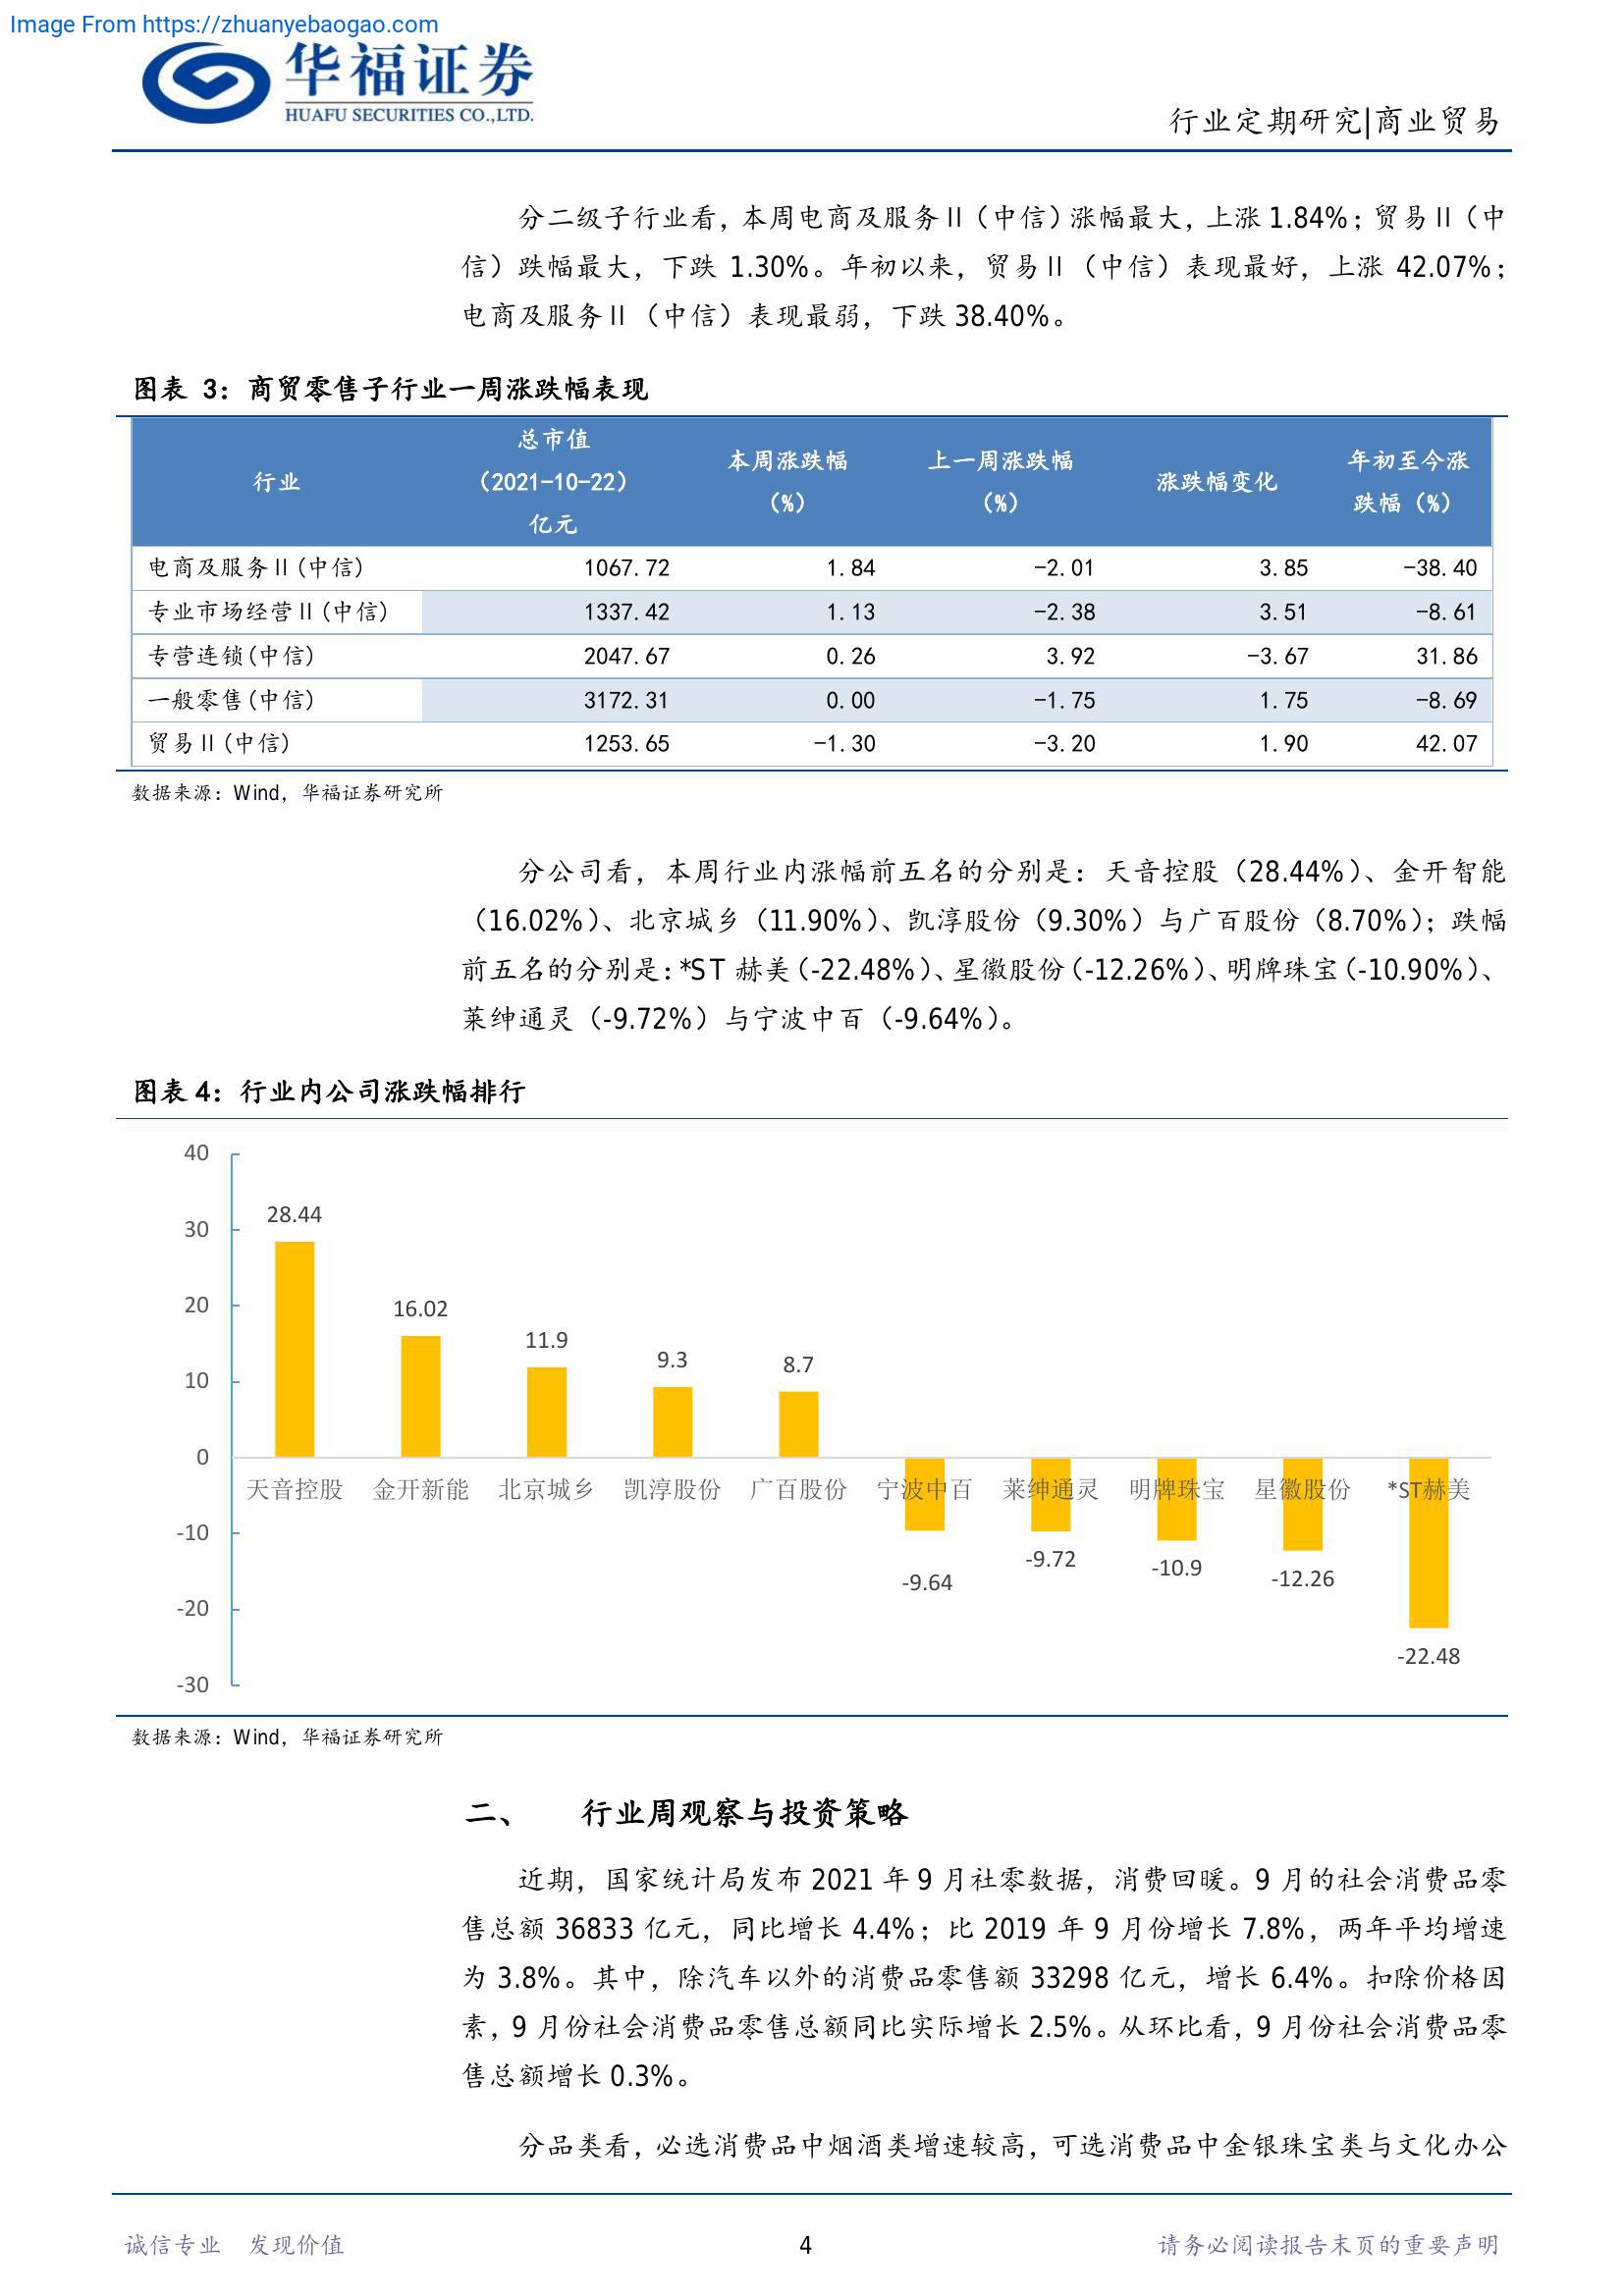 Image From https://zhuanyebaogao.com
华福证券
HUAFU SECURITIES CO.,LTD.
行业定期研究|商业贸易
分二级子行业看，本周电商及服务Ⅱ（中信）涨幅最大，上涨 1.84%；贸易Ⅱ（中
信）跌幅最大，下跌 1.30%。年初以来，贸易Ⅱ（中信）表现最好，上涨 42.07%；
电商及服务Ⅱ（中信）表现最弱，下跌 38.40%。
图表 3：商贸零售子行业一周涨跌幅表现
行业 总市值（2021-10-22）亿元 本周涨跌幅（%） 上一周涨跌幅（%） 涨跌幅变化 年初至今涨跌幅（%）
电商及服务Ⅱ(中信) 1067.72 1.84 -2.01 3.85 -38.40
专业市场经营Ⅱ(中信) 1337.42 1.13 -2.38 3.51 -8.61
专营连锁(中信) 2047.67 0.26 3.92 -3.67 31.86
一般零售(中信) 3172.31 0.00 -1.75 1.75 -8.69
贸易Ⅱ(中信) 1253.65 -1.30 -3.20 1.90 42.07
数据来源：Wind，华福证券研究所
分公司看，本周行业内涨幅前五名的分别是：天音控股（28.44%）、金开智能
（16.02%）、北京城乡（11.90%）、凯淳股份（9.30%）与广百股份（8.70%）；跌幅
前五名的分别是：*ST 赫美（-22.48%）、星徽股份（-12.26%）、明牌珠宝（-10.90%）、
莱绅通灵（-9.72%）与宁波中百（-9.64%）。
图表 4：行业内公司涨跌幅排行
40
30
20
10
0
-10
-20
-30
28.44
16.02
11.9
9.3
8.7
天音控股 金开新能 北京城乡 凯淳股份 广百股份 宁波中百 莱绅通灵 明牌珠宝 星徽股份 *ST赫美
-9.64
-9.72
-10.9
-12.26
-22.48
数据来源：Wind，华福证券研究所
二、 行业周观察与投资策略
近期，国家统计局发布 2021 年 9 月社零数据，消费回暖。9 月的社会消费品零
售总额 36833 亿元，同比增长 4.4%；比 2019 年 9 月份增长 7.8%，两年平均增速
为 3.8%。其中，除汽车以外的消费品零售额 33298 亿元，增长 6.4%。扣除价格因
素，9 月份社会消费品零售总额同比实际增长 2.5%。从环比看，9 月份社会消费品零
售总额增长 0.3%。
分品类看，必选消费品中烟酒类增速较高，可选消费品中金银珠宝类与文化办公
诚信专业 发现价值 4 请务必阅读报告末页的重要声明